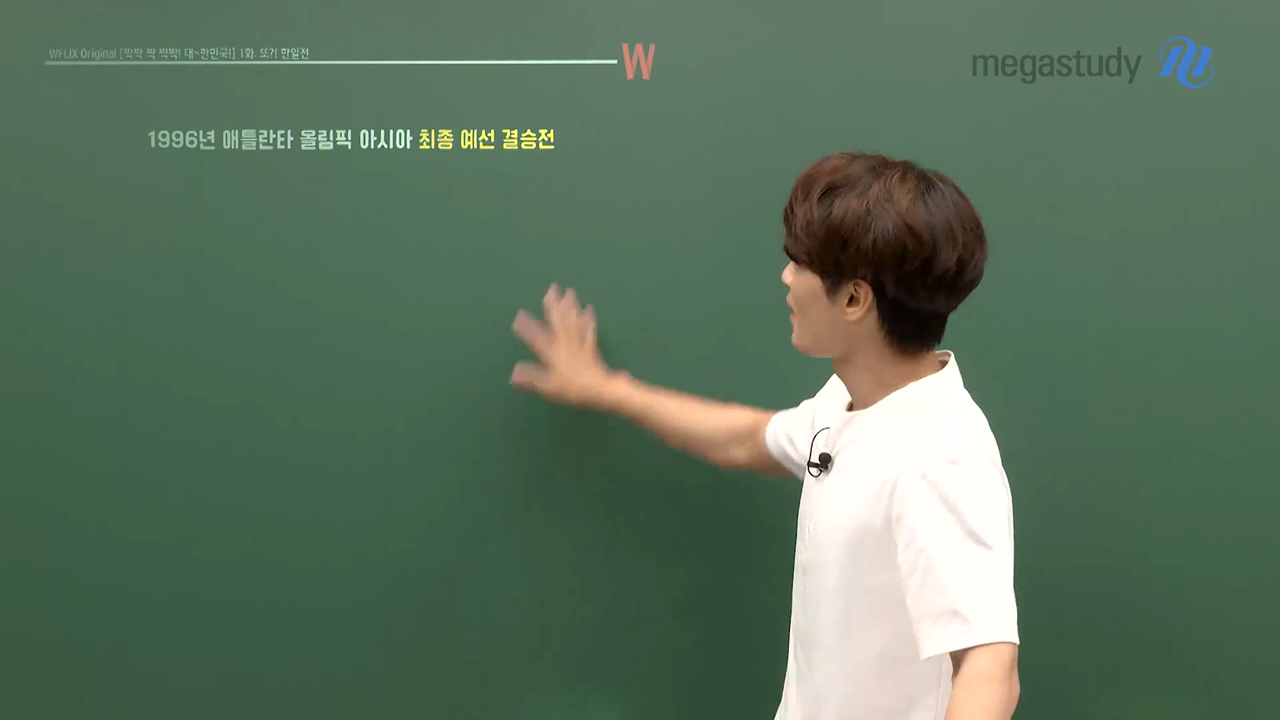 WFLIX Original [짝짝 짝 짝짝! 대~한민국!] 1화. 또?! 한일전
W
megastudy
1996년 애틀란타 올림픽 아시아 최종 예선 결승전